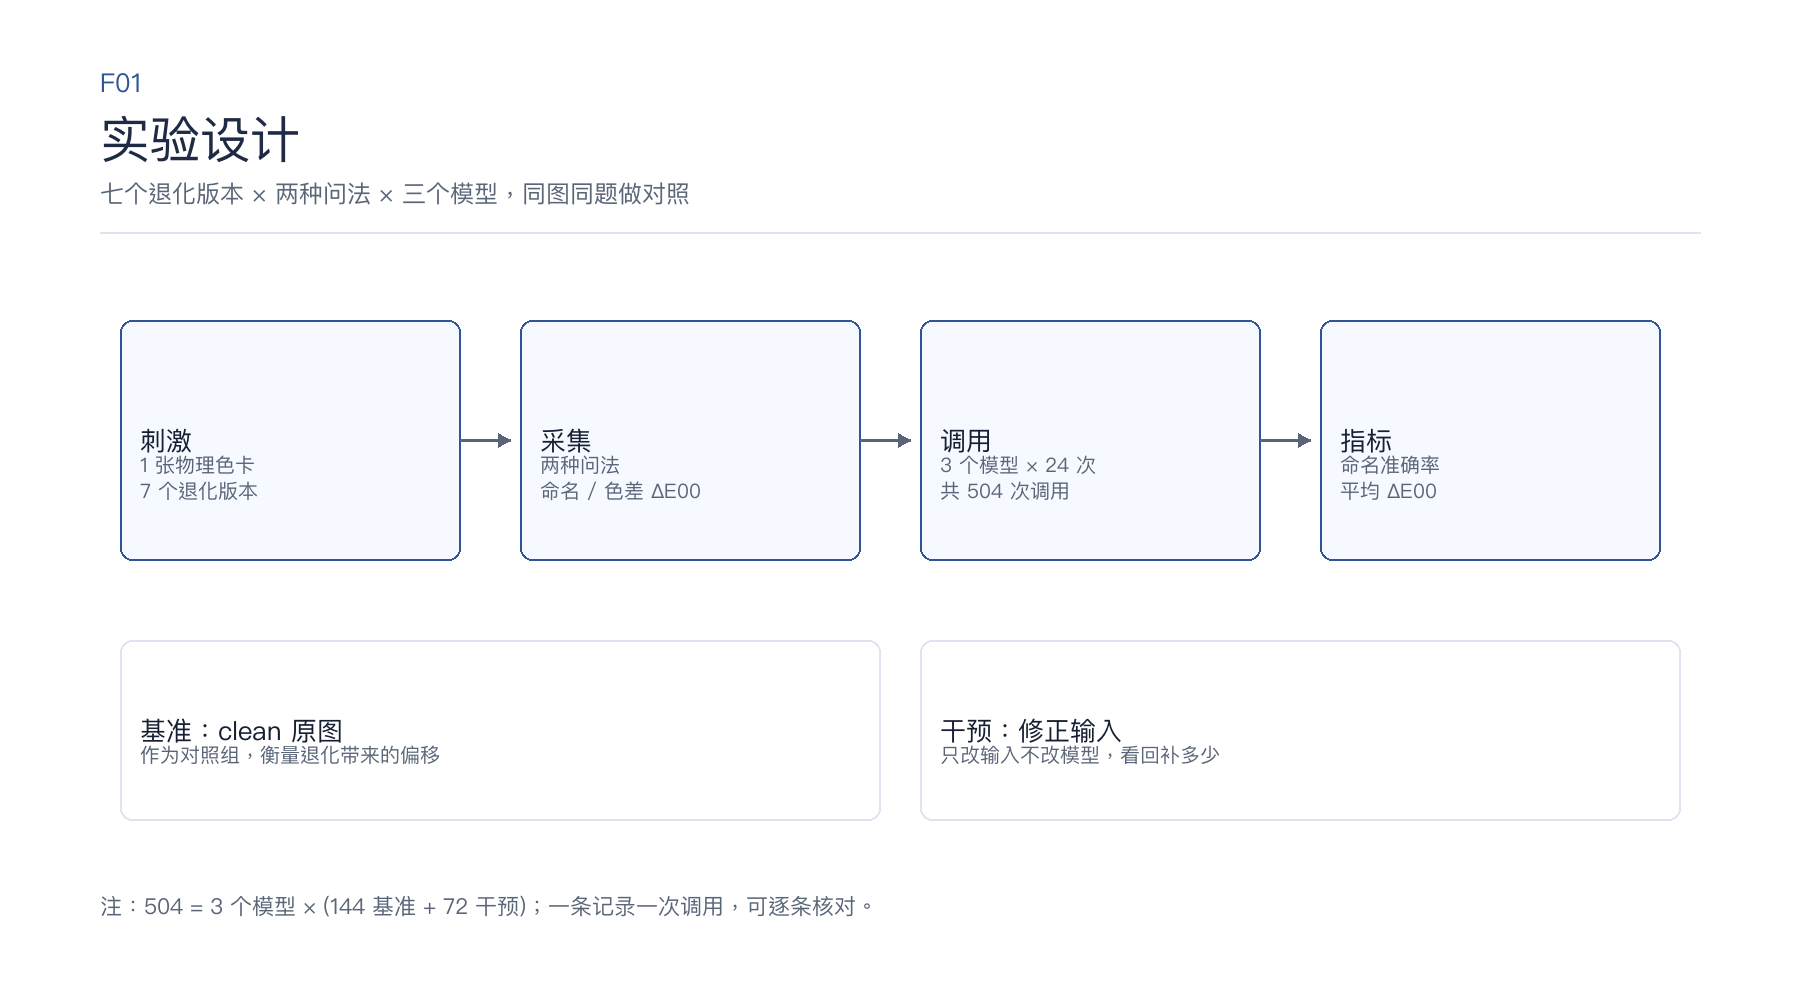 F01
实验设计
七个退化版本 × 两种问法 × 三个模型，同图同题做对照
刺激
1 张物理色卡
7 个退化版本
采集
两种问法
命名 / 色差 ΔE00
调用
3 个模型 × 24 次
共 504 次调用
指标
命名准确率
平均 ΔE00
基准：clean 原图
作为对照组，衡量退化带来的偏移
干预：修正输入
只改输入不改模型，看回补多少
注：504 = 3 个模型 × (144 基准 + 72 干预)；一条记录一次调用，可逐条核对。